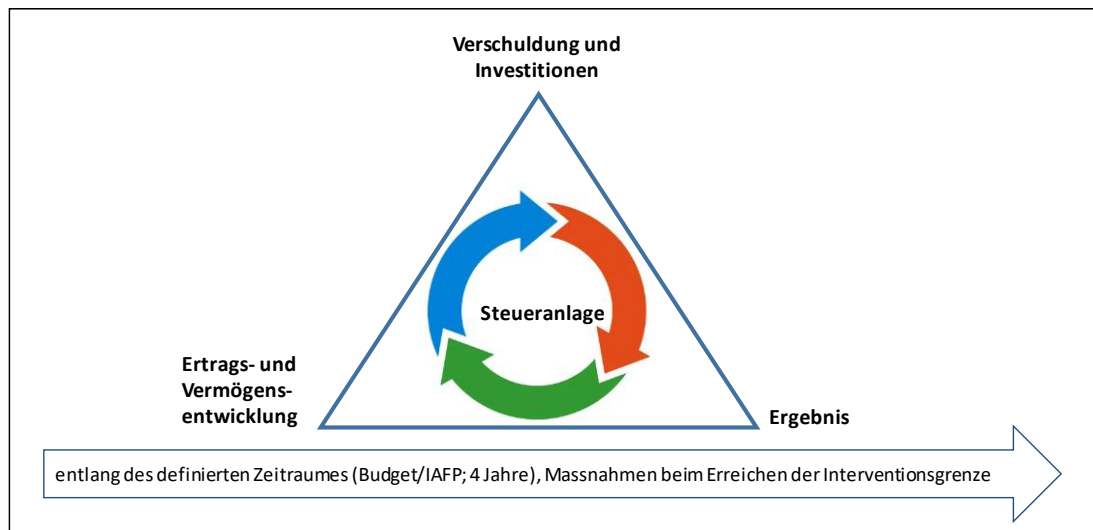 Verschuldung und
Investitionen
Steueranlage
Ertrags- und
Vermögens-
entwicklung
Ergebnis
entlang des definierten Zeitraumes (Budget/IAFP; 4 Jahre), Massnahmen beim Erreichen der Interventionsgrenze